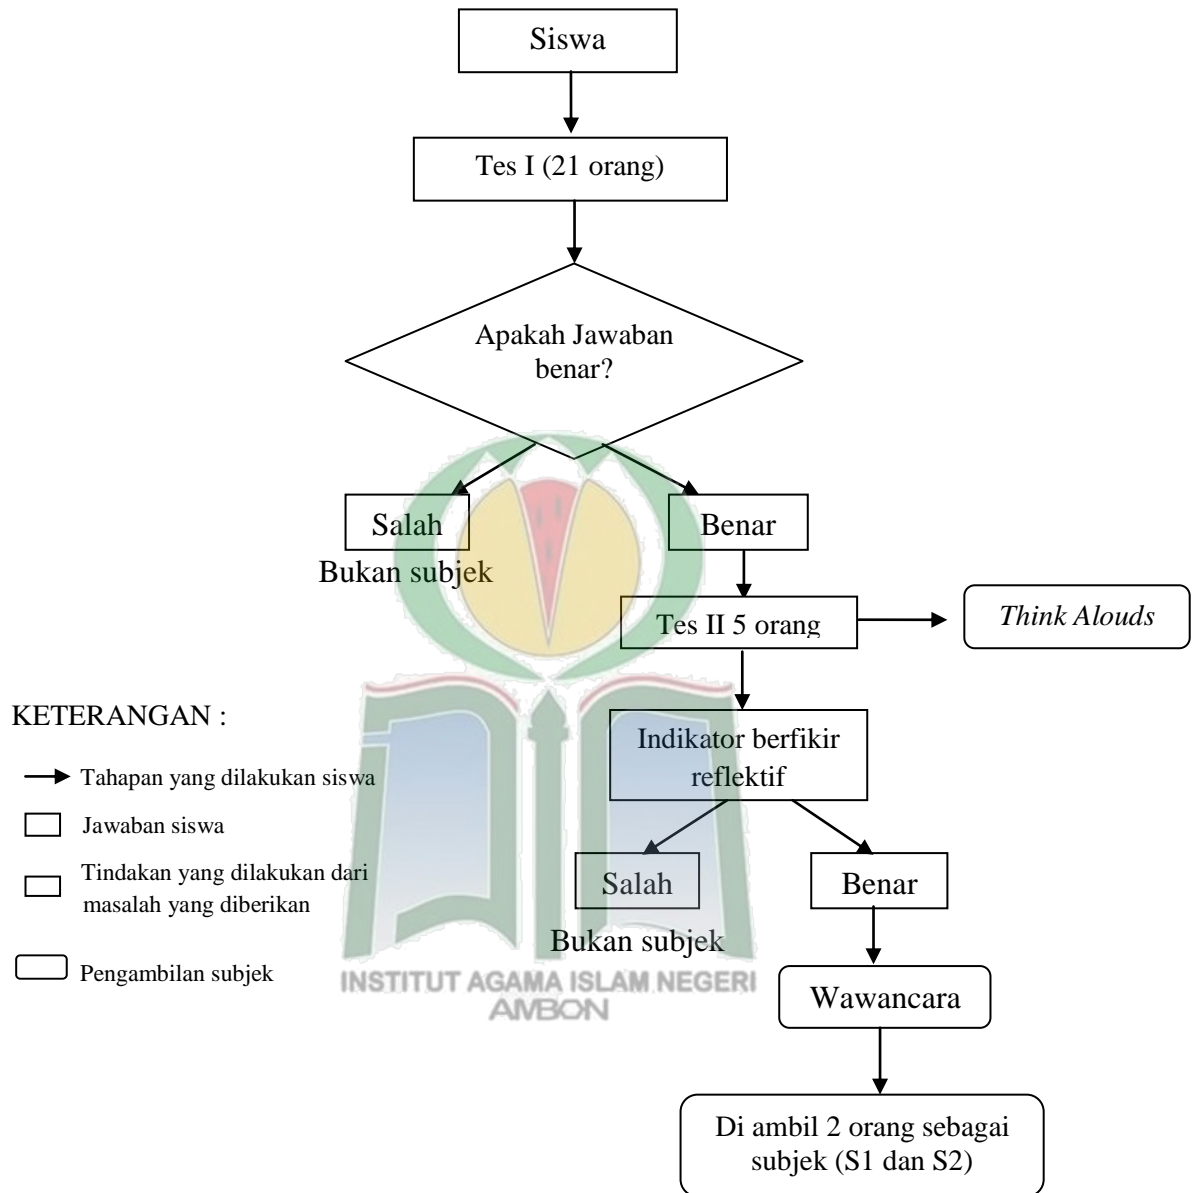 Siswa
Tes I (21 orang)
Apakah Jawaban
benar?
Salah
Benar
Bukan subjek
Tes II 5 orang
Think Alouds
Indikator berfikir
reflektif
Salah
Benar
Bukan subjek
Wawancara
Di ambil 2 orang sebagai
subjek (S1 dan S2)
KETERANGAN :
Tahapan yang dilakukan siswa
Jawaban siswa
Tindakan yang dilakukan dari
masalah yang diberikan
Pengambilan subjek
INSTITUT AGAMA ISLAM NEGERI
AMBON